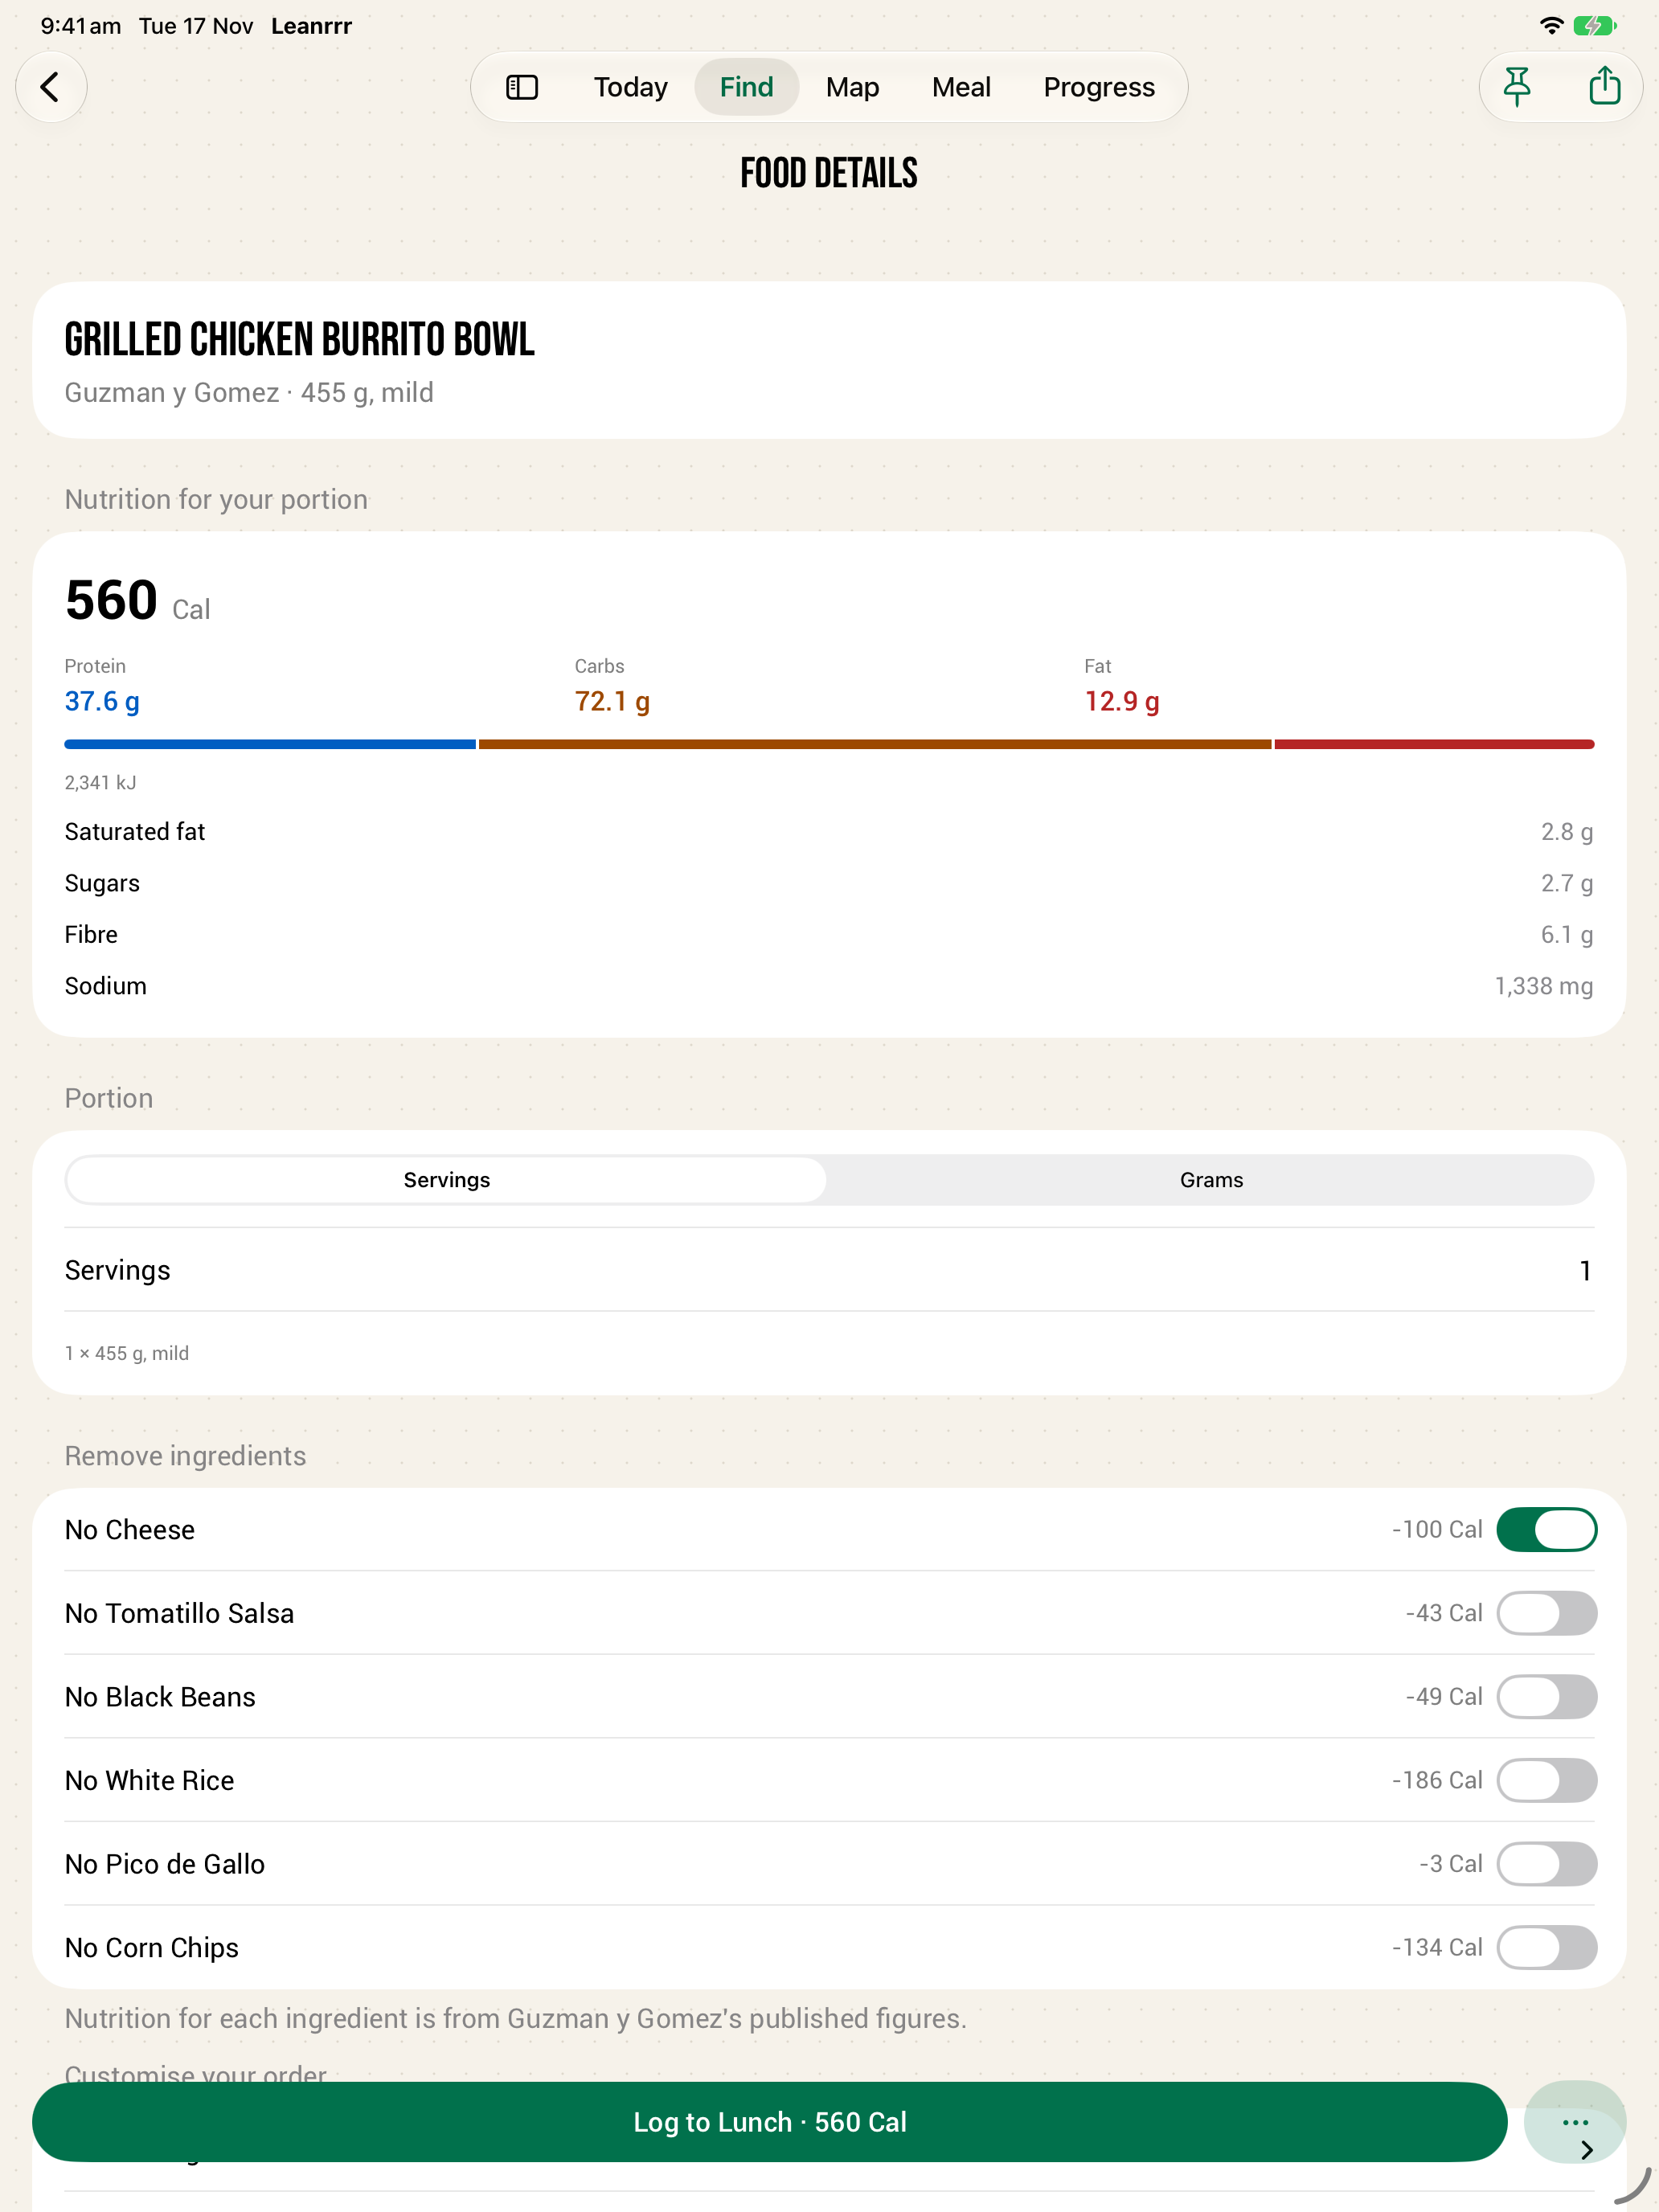 9:41 am Tue 17 Nov Leanrrr
Today Find Map Meal Progress
FOOD DETAILS
GRILLED CHICKEN BURRITO BOWL
Guzman y Gomez · 455 g, mild
Nutrition for your portion
560 Cal
Protein Carbs Fat
37.6 g 72.1 g 12.9 g
2,341 kJ
Saturated fat 2.8 g
Sugars 2.7 g
Fibre 6.1 g
Sodium 1,338 mg
Portion
Servings Grams
Servings 1
1 × 455 g, mild
Remove ingredients
No Cheese -100 Cal
No Tomatillo Salsa -43 Cal
No Black Beans -49 Cal
No White Rice -186 Cal
No Pico de Gallo -3 Cal
No Corn Chips -134 Cal
Nutrition for each ingredient is from Guzman y Gomez's published figures.
Customise your order
Log to Lunch · 560 Cal